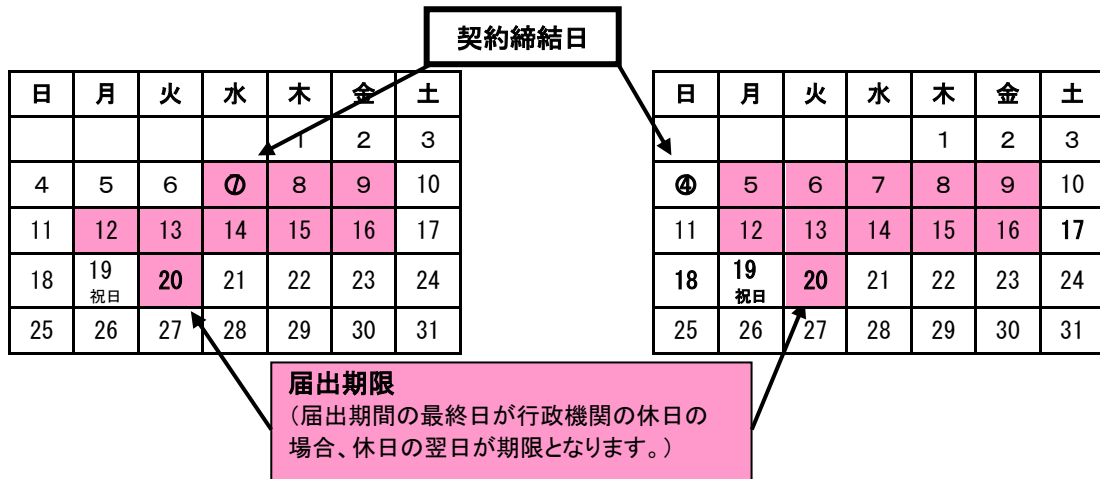 契約締結日
日 月 火 水 木 金 土
1 2 3
4 5 6 ⑦ 8 9 10
11 12 13 14 15 16 17
18 19 20 21 22 23 24
祝日
25 26 27 28 29 30 31
日 月 火 水 木 金 土
1 2 3
④ 5 6 7 8 9 10
11 12 13 14 15 16 17
18 19 20 21 22 23 24
祝日
25 26 27 28 29 30 31
届出期限
（届出期間の最終日が行政機関の休日の
場合、休日の翌日が期限となります。）